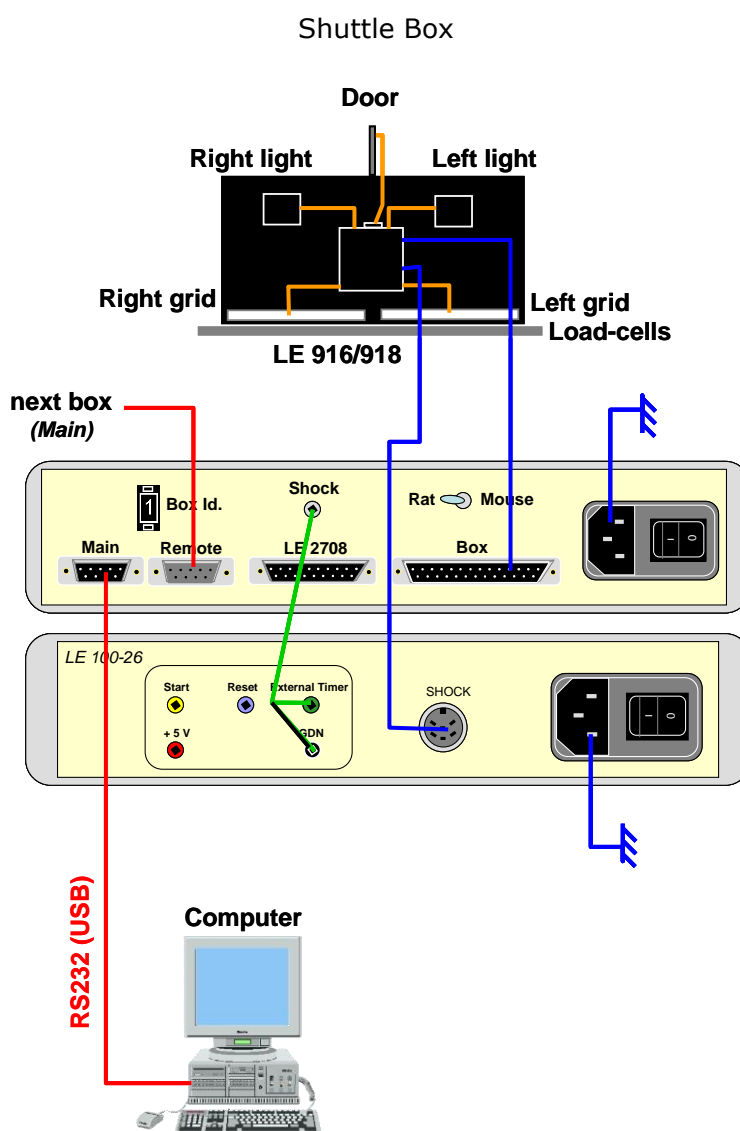 Shuttle Box
Door
Right light
Left light
Right grid
Left grid
Load-cells
LE 916/918
next box
(Main)
1
Box Id.
Shock
Rat
Mouse
Main
Remote
LE 2708
Box
I 0
LE 100-26
Start
Reset
External Timer
+ 5 V
GDN
SHOCK
I 0
RS232 (USB)
Computer